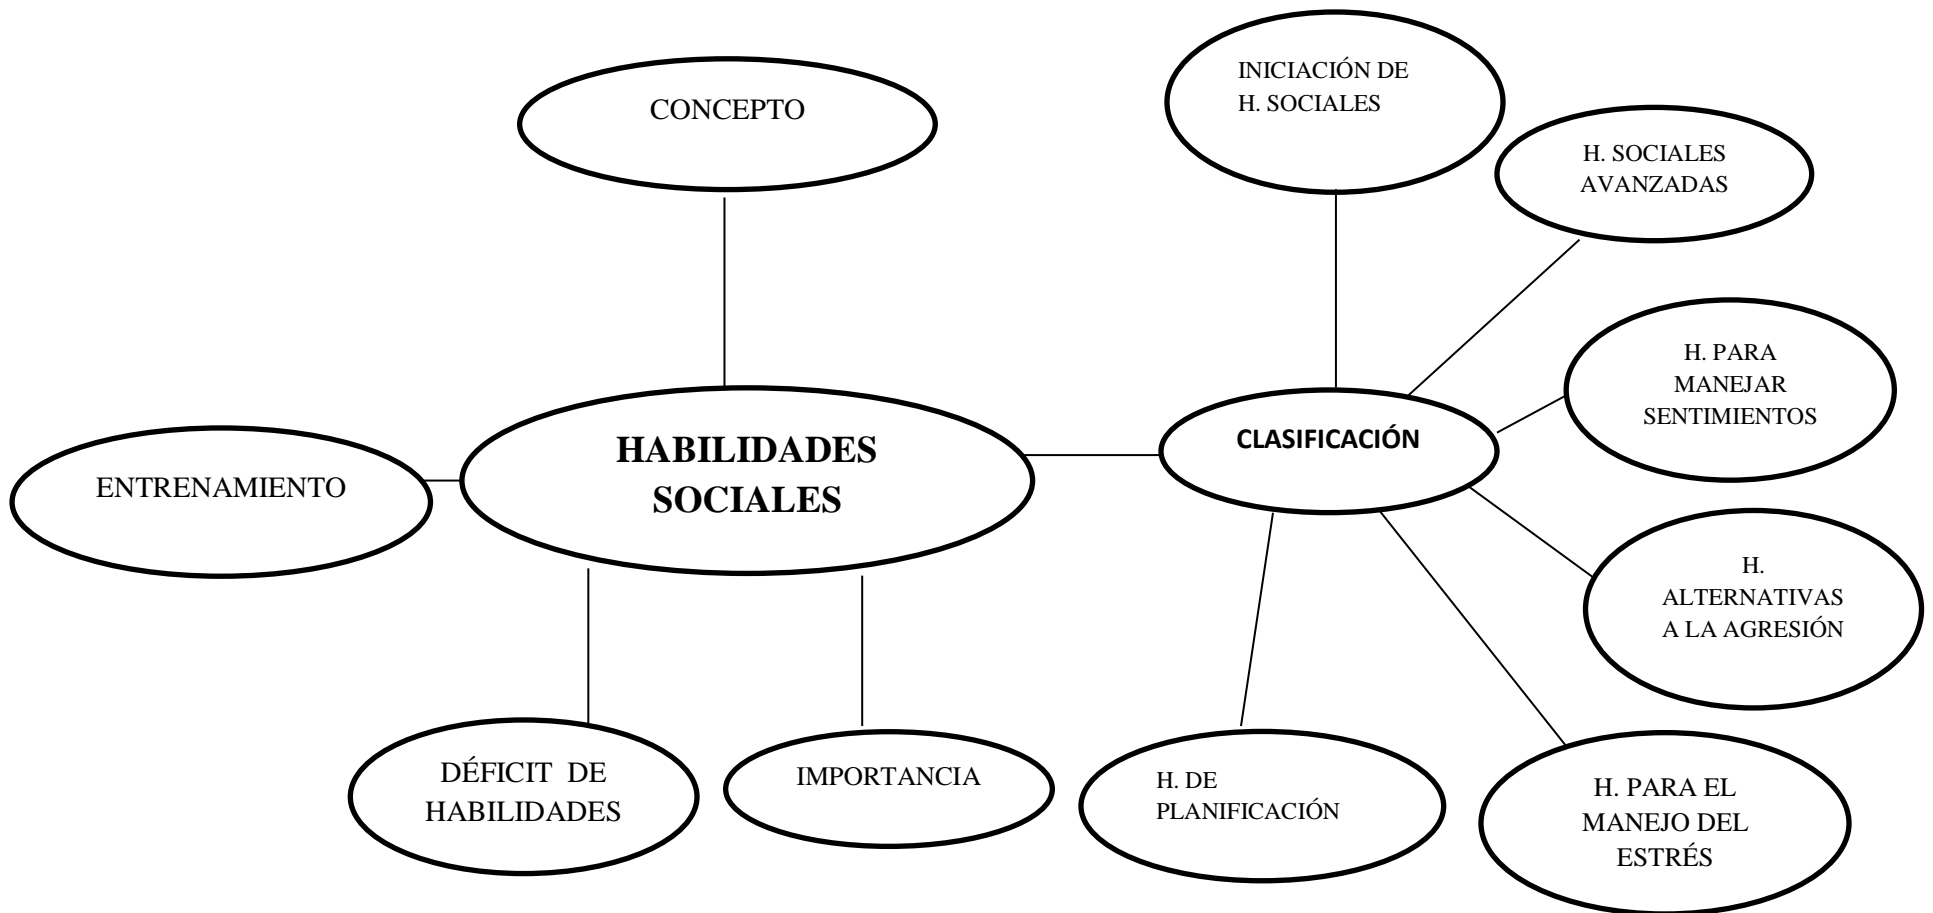 CONCEPTO
INICIACIÓN DE
H. SOCIALES
H. SOCIALES
AVANZADAS
H. PARA
MANEJAR
SENTIMIENTOS
HABILIDADES
SOCIALES
CLASIFICACIÓN
ENTRENAMIENTO
H.
ALTERNATIVAS
A LA AGRESIÓN
DÉFICIT DE
HABILIDADES
IMPORTANCIA
H. DE
PLANIFICACIÓN
H. PARA EL
MANEJO DEL
ESTRÉS